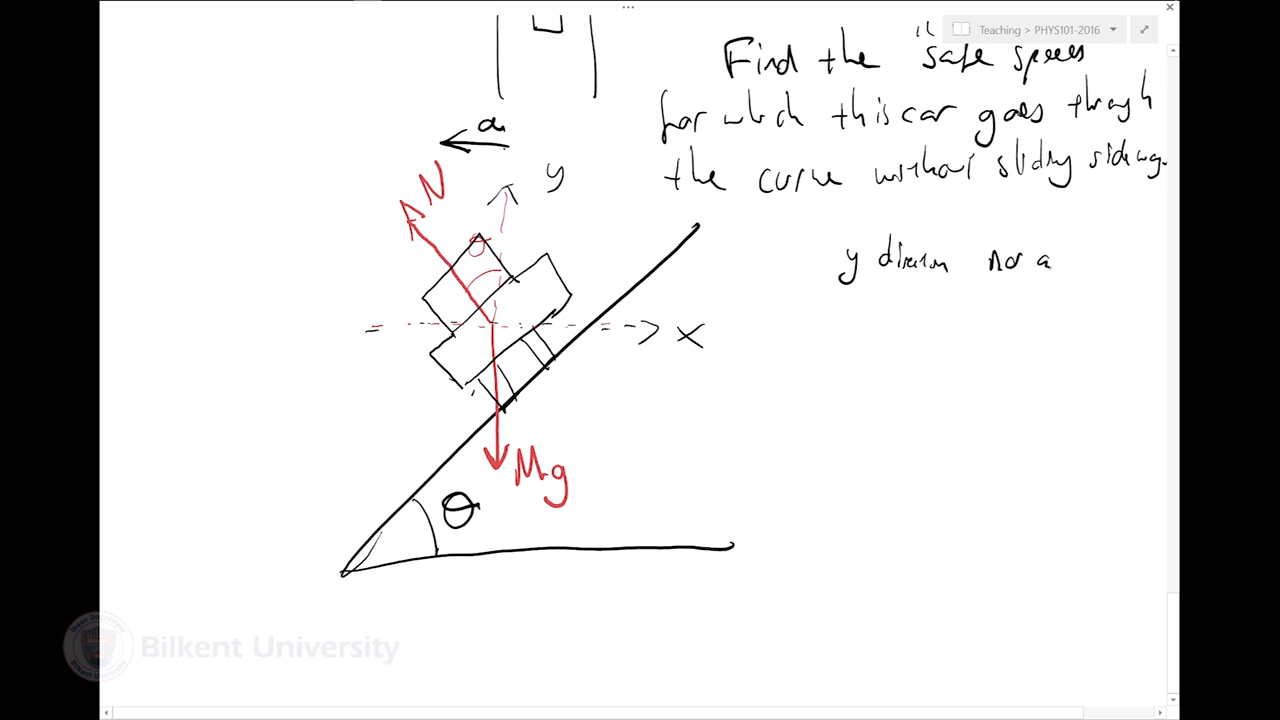 Teaching > PHYS101-2016
Find the "safe speed
for which this car goes through
the curve without sliding sideways
a
y
N
θ
y direction no a
x
Mg
θ
Bilkent University